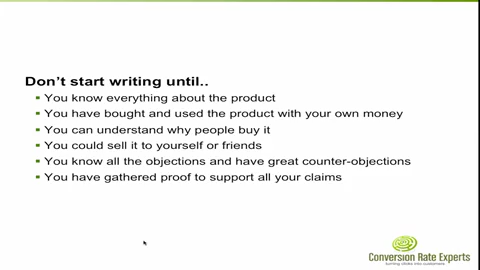 Don't start writing until..
You know everything about the product
You have bought and used the product with your own money
You can understand why people buy it
You could sell it to yourself or friends
You know all the objections and have great counter-objections
You have gathered proof to support all your claims
Conversion Rate Experts
turning clicks into customers